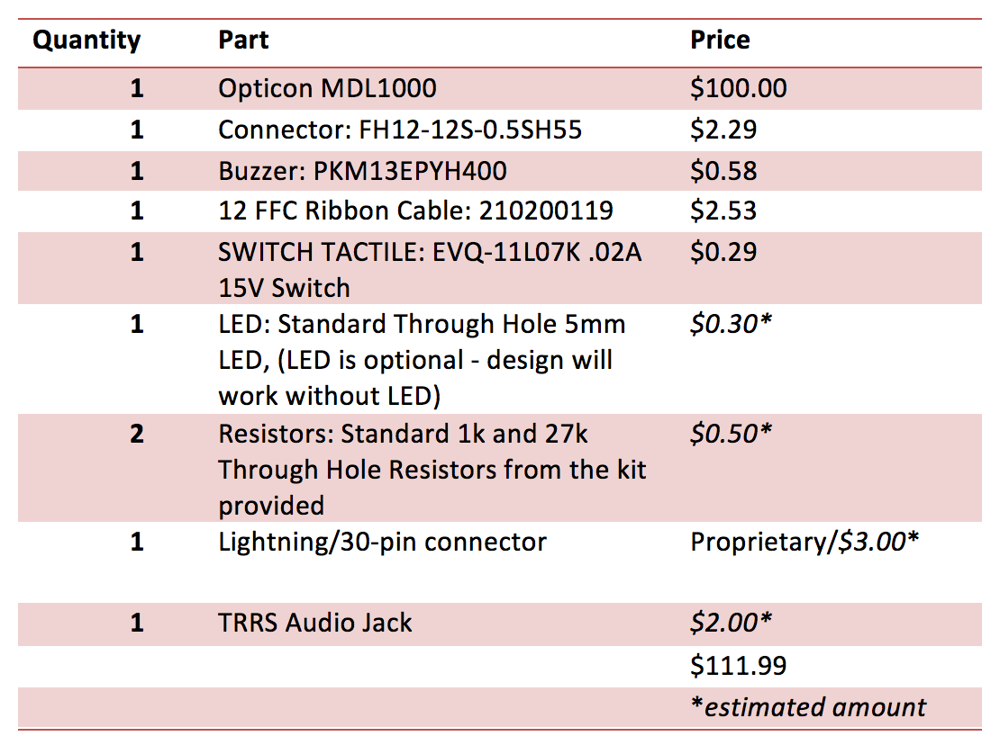 Quantity Part Price
1 Opticon MDL1000 $100.00
1 Connector: FH12-12S-0.5SH55 $2.29
1 Buzzer: PKM13EPYH400 $0.58
1 12 FFC Ribbon Cable: 210200119 $2.53
1 SWITCH TACTILE: EVQ-11L07K .02A $0.29
15V Switch
1 LED: Standard Through Hole 5mm $0.30*
LED, (LED is optional - design will
work without LED)
2 Resistors: Standard 1k and 27k $0.50*
Through Hole Resistors from the kit
provided
1 Lightning/30-pin connector Proprietary/$3.00*
1 TRRS Audio Jack $2.00*
$111.99
*estimated amount